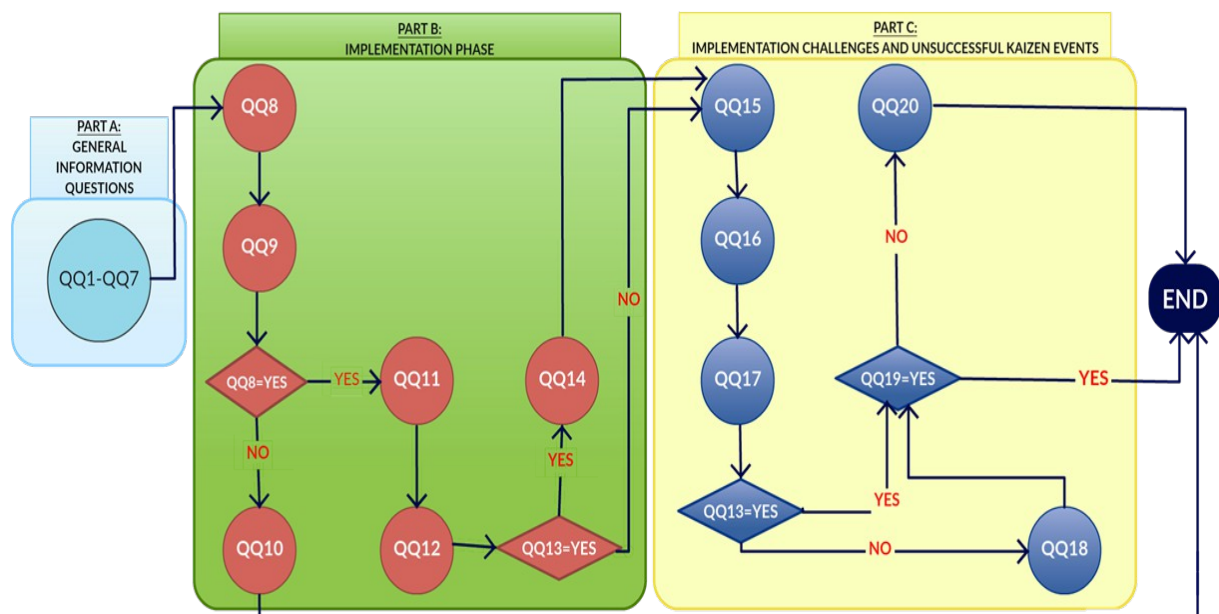 PART A:
GENERAL
INFORMATION
QUESTIONS
QQ1-QQ7
PART B:
IMPLEMENTATION PHASE
QQ8
QQ9
QQ8=YES
YES
NO
QQ10
QQ11
QQ12
QQ13=YES
YES
QQ14
NO
PART C:
IMPLEMENTATION CHALLENGES AND UNSUCCESSFUL KAIZEN EVENTS
QQ15
QQ16
QQ17
QQ13=YES
YES
NO
QQ18
QQ19=YES
NO
QQ20
YES
END